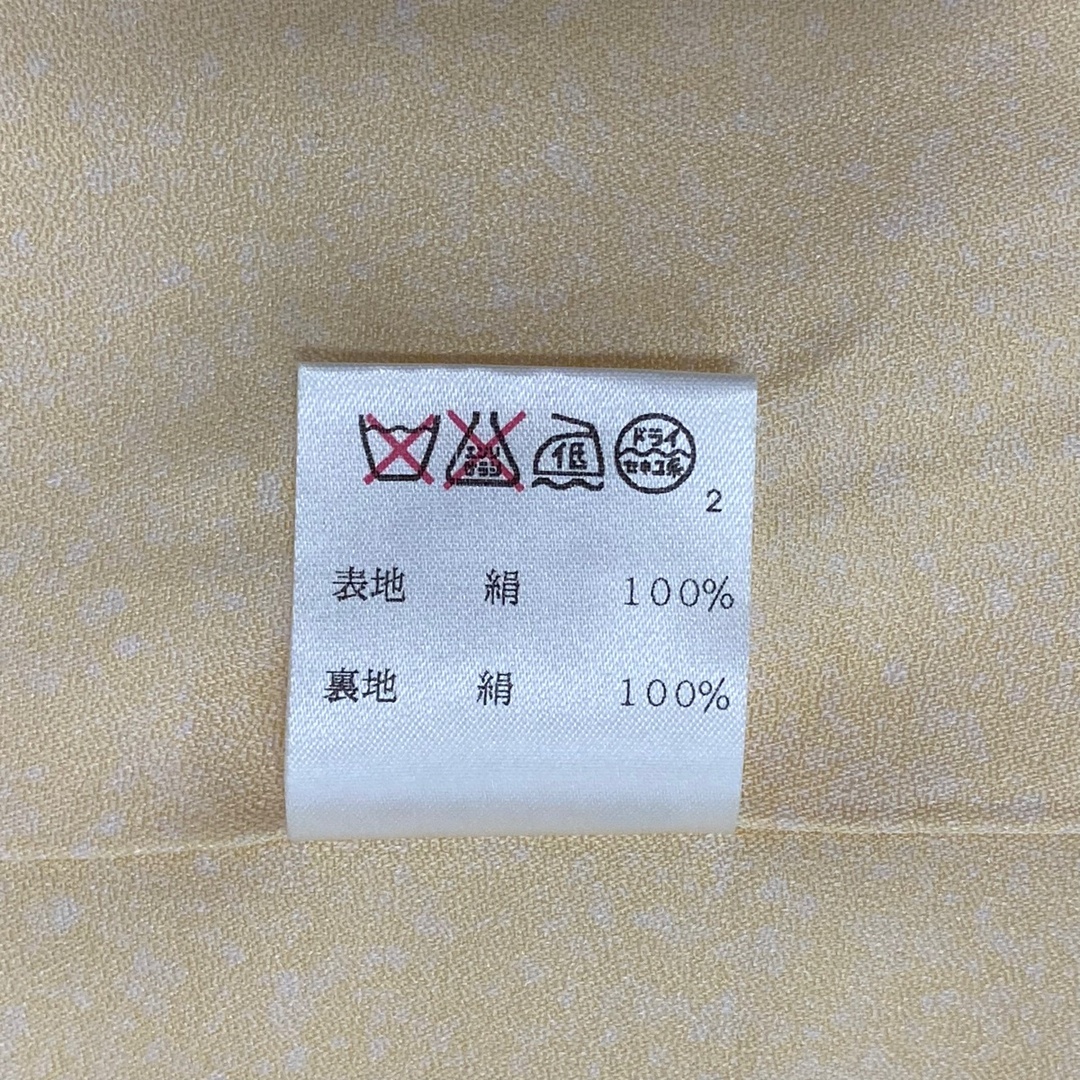 エンソ サラシ 低 ドライ セキユ系
2
表地 絹 100%
裏地 絹 100%